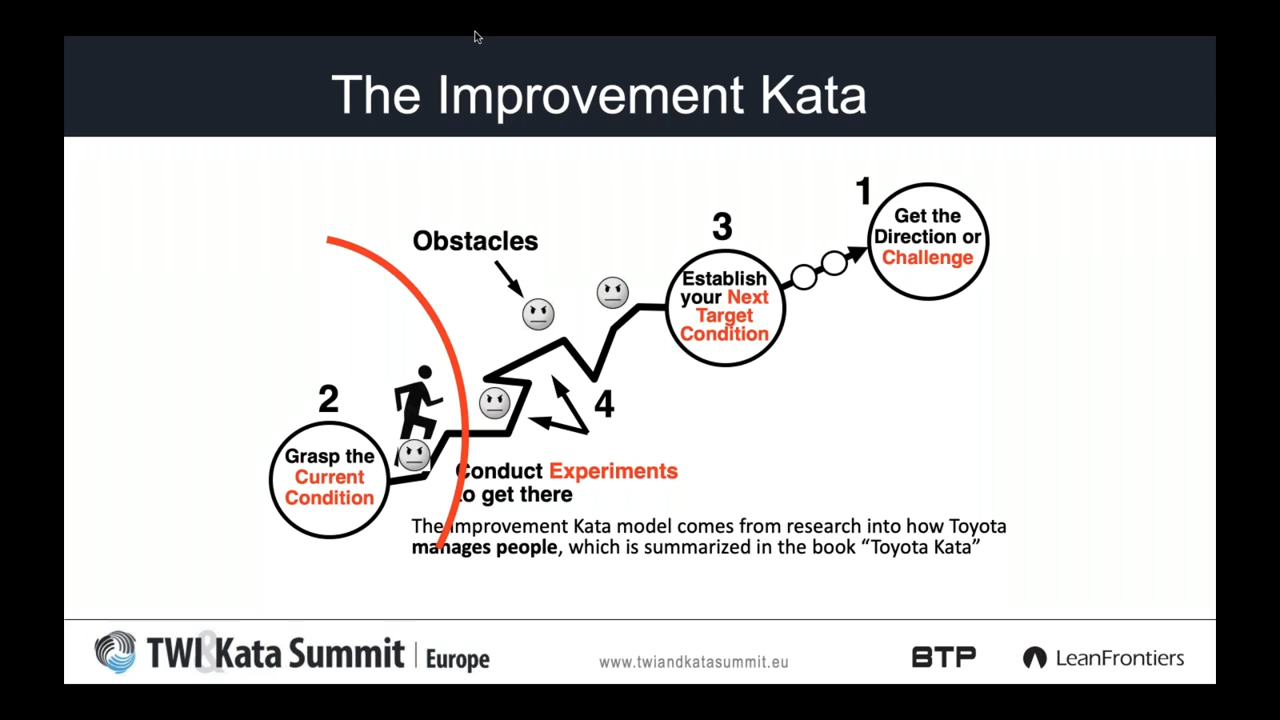 The Improvement Kata
1
Get the
Direction or
Challenge
3
Establish
your Next
Target
Condition
Obstacles
4
2
Grasp the
Current
Condition
Conduct Experiments
to get there
The Improvement Kata model comes from research into how Toyota
manages people, which is summarized in the book “Toyota Kata”
TWI&Kata Summit | Europe
www.twiandkatasummit.eu
BTP
LeanFrontiers